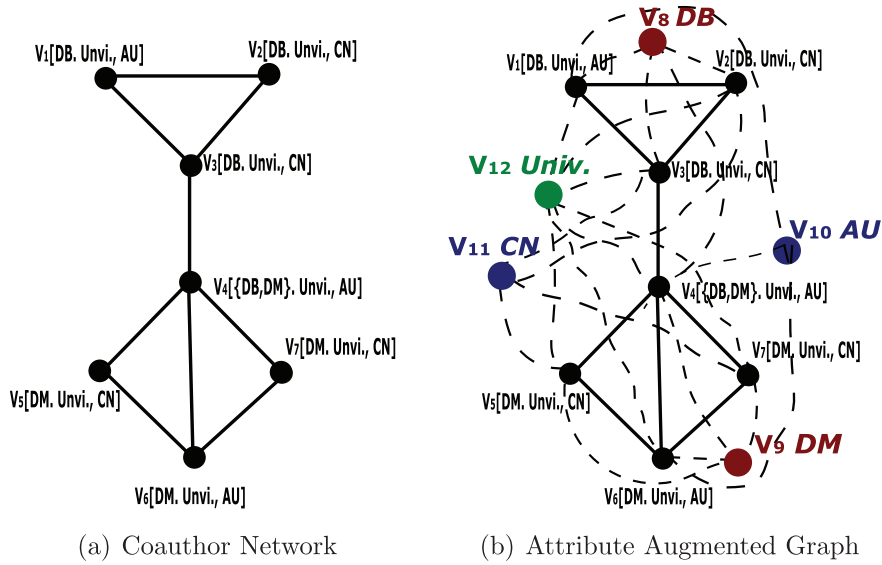 V1[DB. Unvi., AU]
V2[DB. Unvi., CN]
V3[DB. Unvi., CN]
V4[{DB,DM}. Unvi., AU]
V7[DM. Unvi., CN]
V5[DM. Unvi., CN]
V6[DM. Unvi., AU]
(a) Coauthor Network
V8 DB
V1[DB. Unvi., AU]
V2[DB. Unvi., CN]
V12 Univ.
V3[DB. Unvi., CN]
V10 AU
V11 CN
V4[{DB,DM}. Unvi., AU]
V7[DM. Unvi., CN]
V5[DM. Unvi., CN]
V9 DM
V6[DM. Unvi., AU]
(b) Attribute Augmented Graph